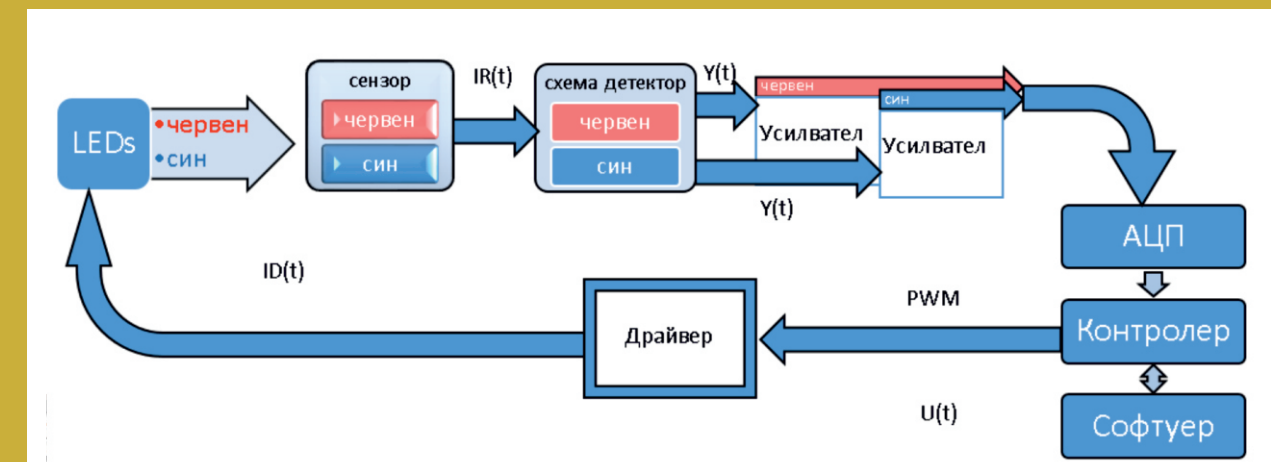 LEDs
•червен
•син
сензор
червен
син
IR(t)
схема детектор
червен
син
Y(t)
Y(t)
червен
Усилвател
син
Усилвател
АЦП
Контролер
Софтуер
PWM
U(t)
Драйвер
ID(t)